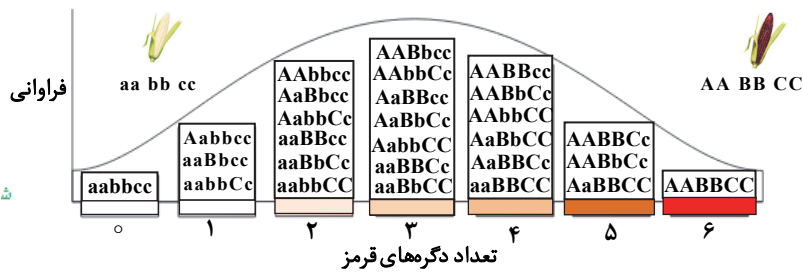 فراوانی
aa bb cc
AA BB CC
aabbcc
Aabbcc
aaBbcc
aabbCc
AAbbcc
AaBbcc
AabbCc
aaBBcc
aaBbCc
aabbCC
AABbcc
AAbbCc
AaBBcc
AaBbCc
AabbCC
aaBBCc
aaBbCC
AABBcc
AABbCc
AAbbCC
AaBbCC
AaBBCc
aaBBCC
AABBCc
AABbCc
AaBBCC
AABBCC
۰ ۱ ۲ ۳ ۴ ۵ ۶
تعداد دگره‌های قرمز